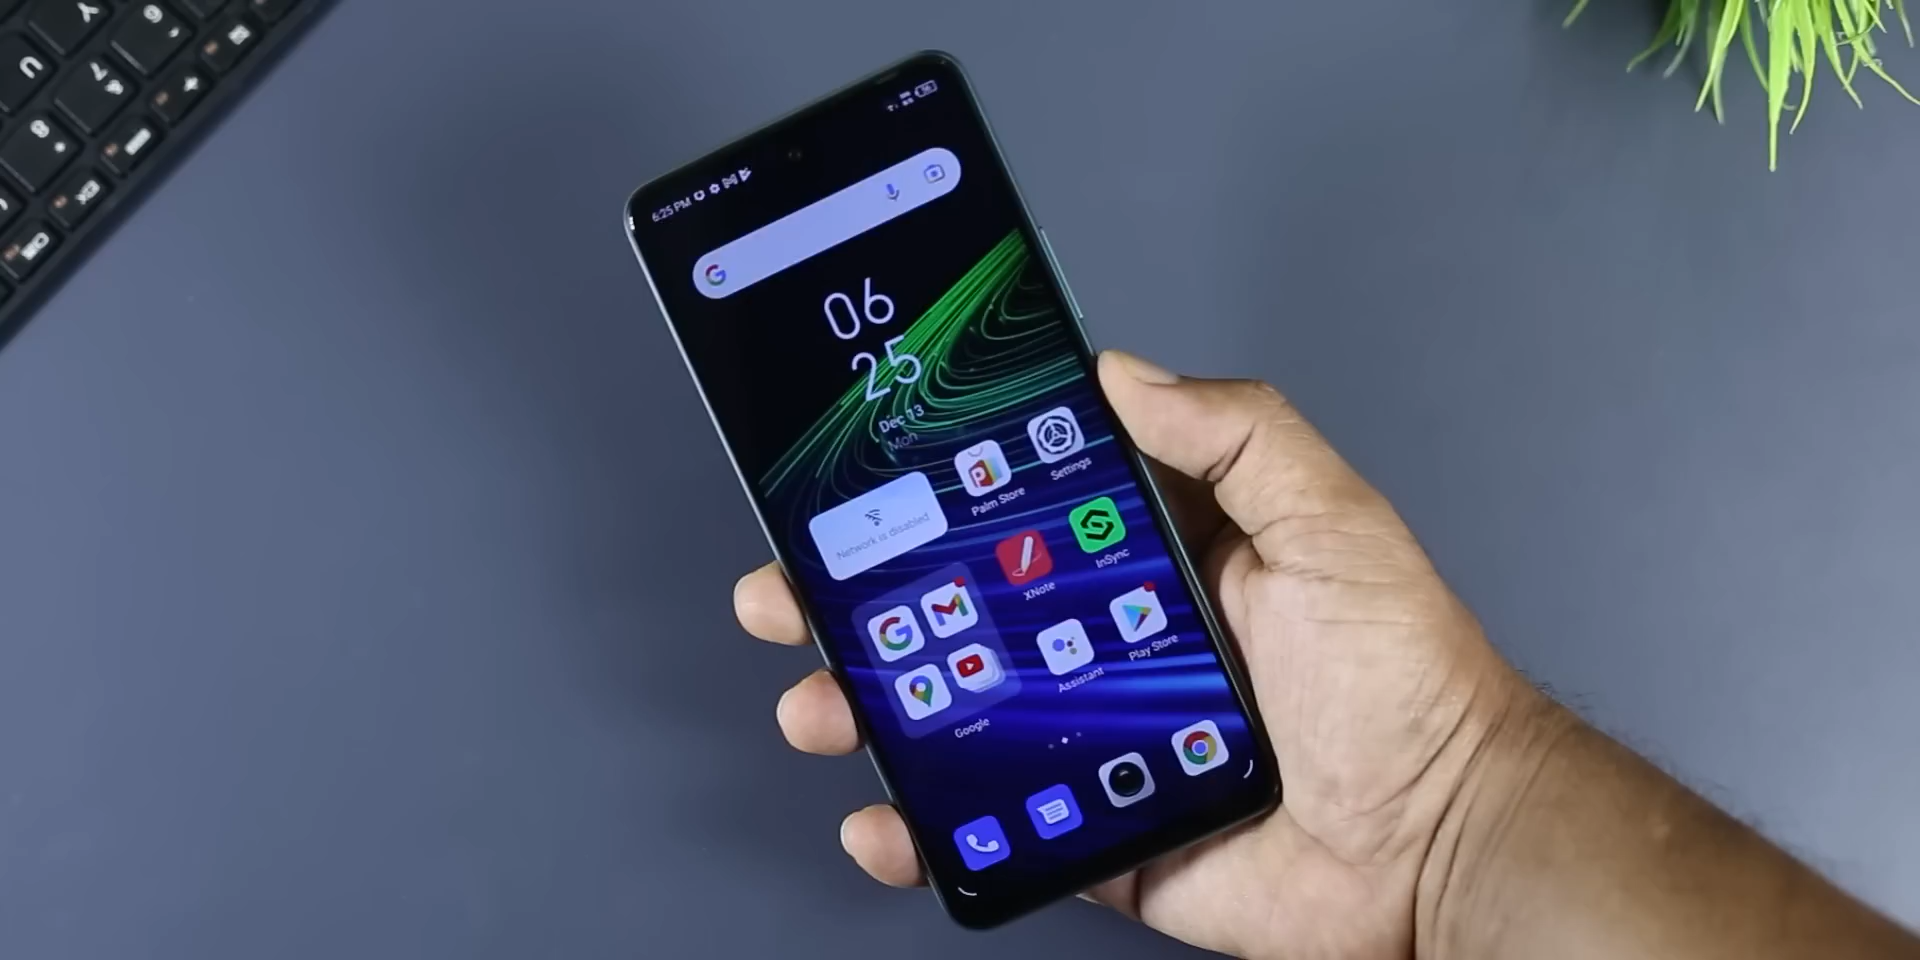 6:25 PM
06
25
Dec 13
Mon
Palm Store
Settings
Network is disabled
XNote
InSync
Assistant
Play Store
Google